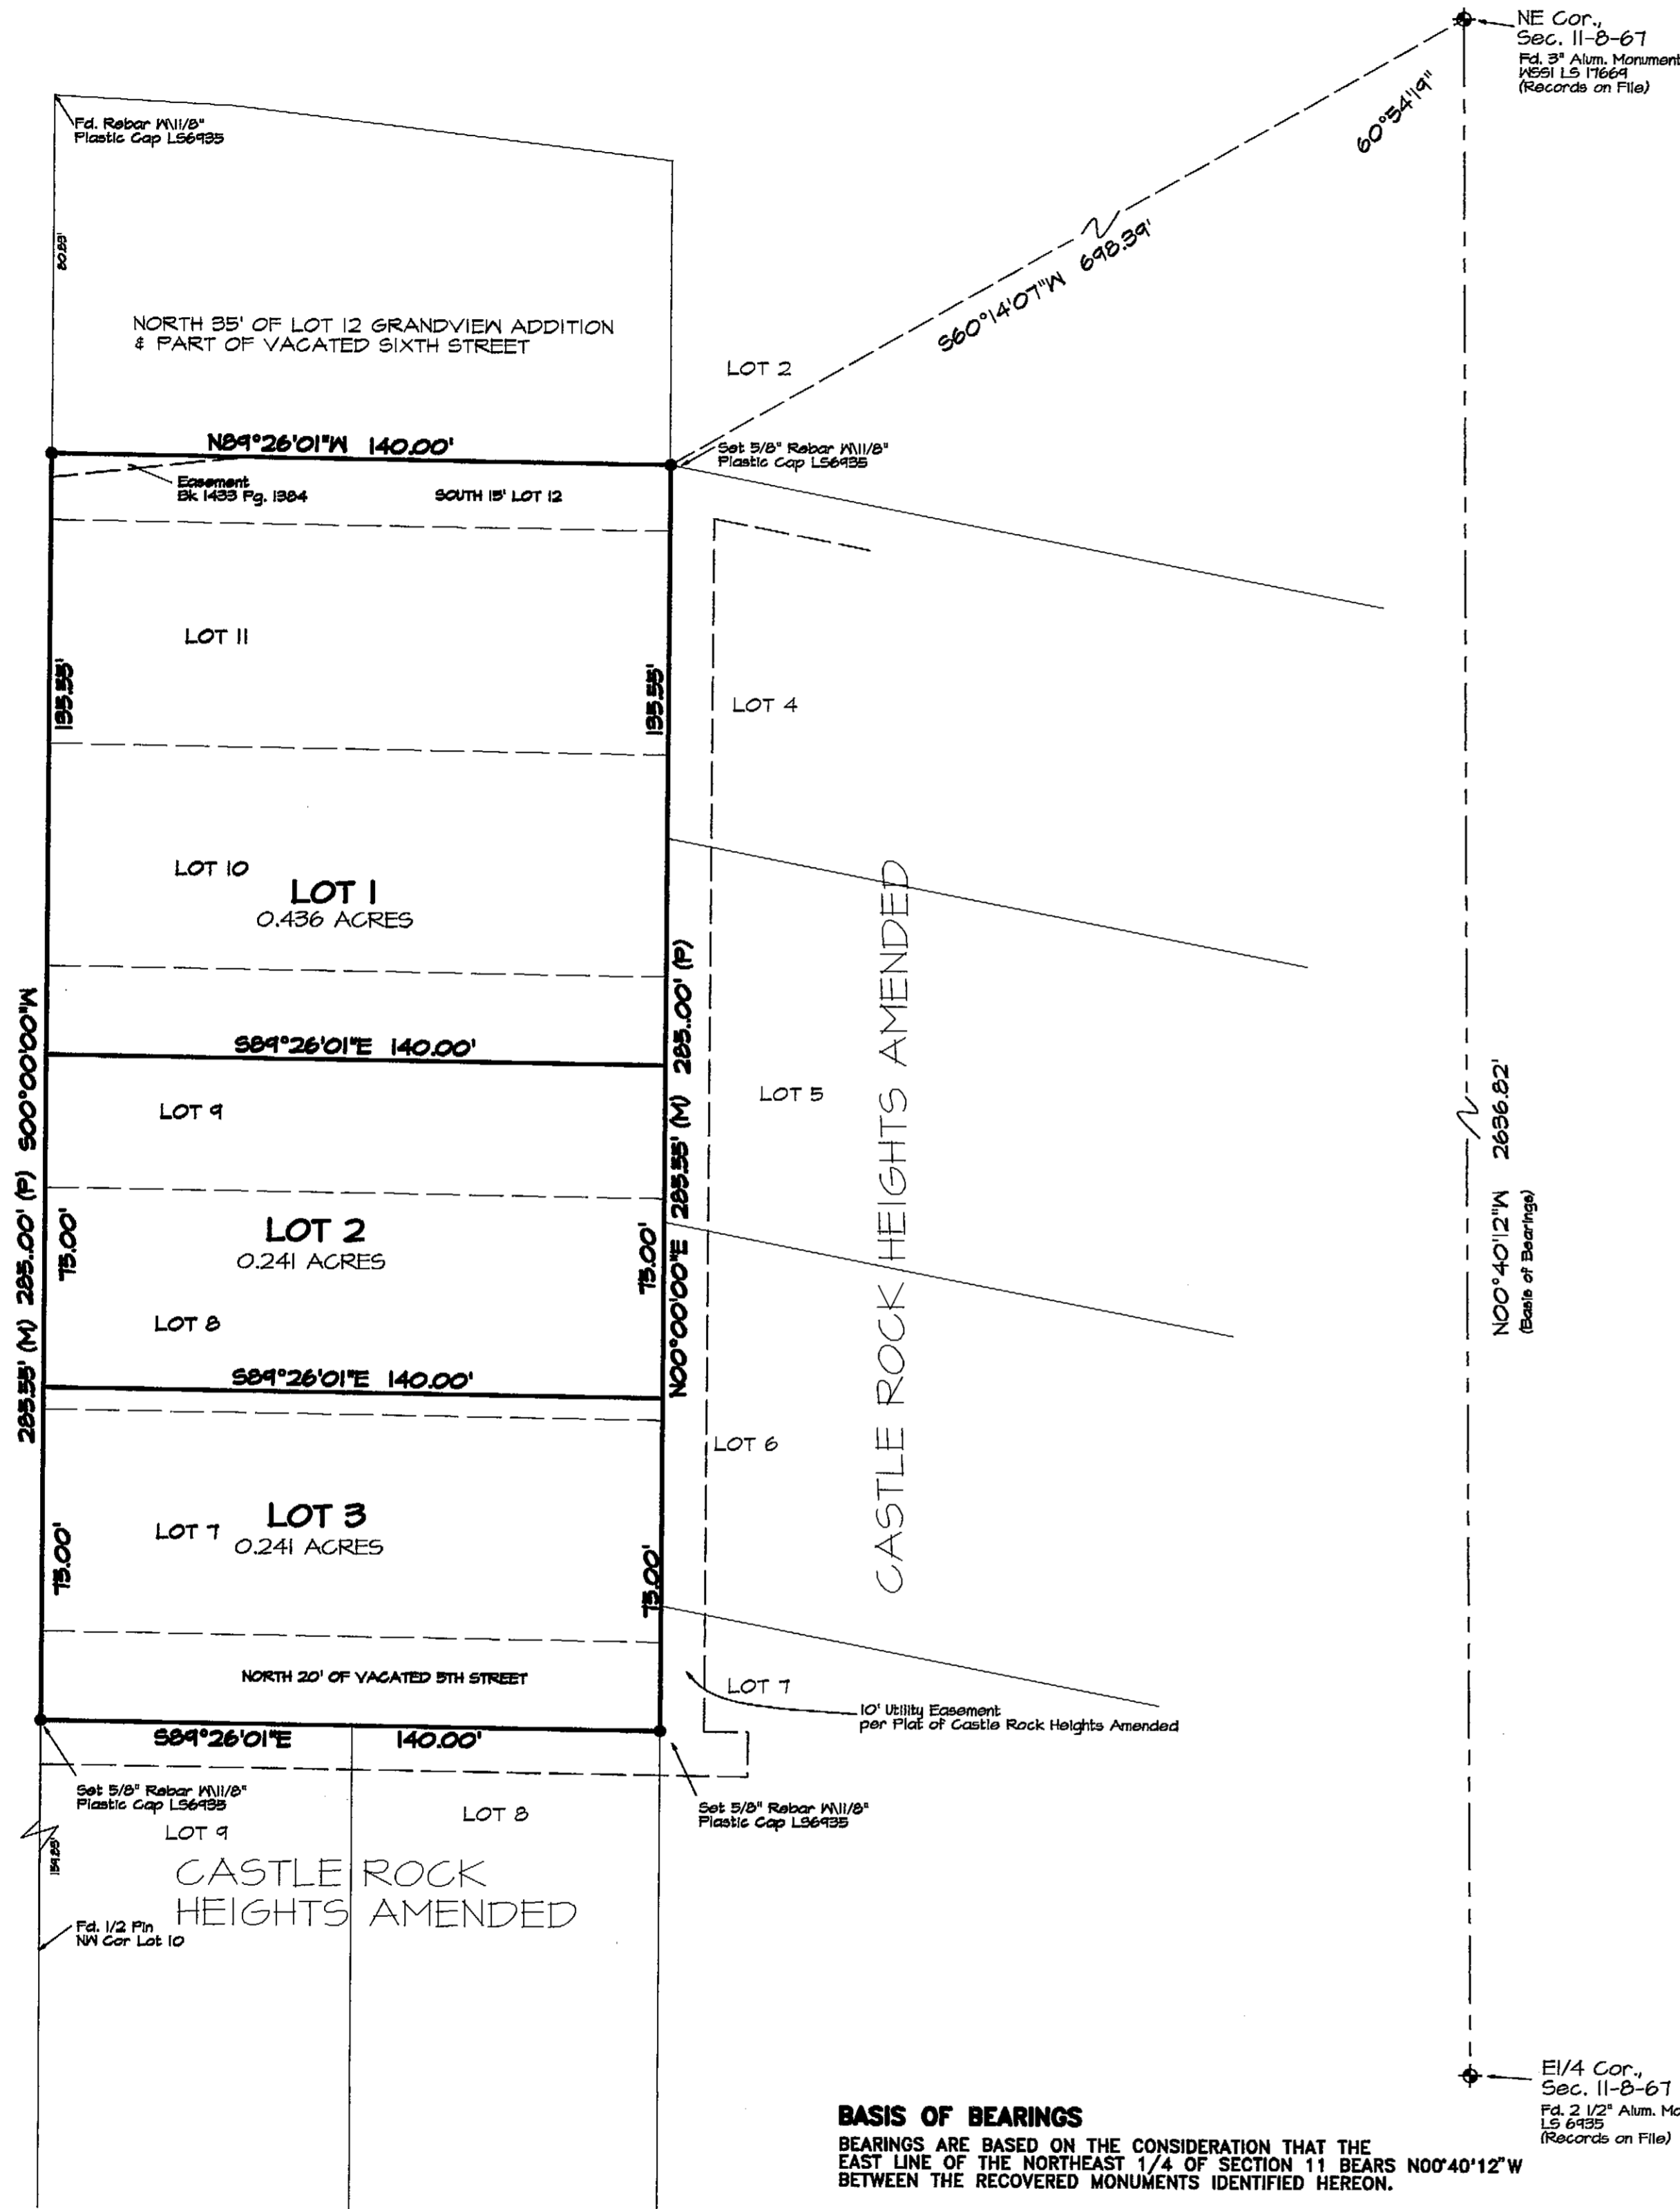 NE Cor.,
Sec. 11-8-67
Fd. 3" Alum. Monument
WSSI LS 17669
(Records on File)
60°54'19"
Fd. Rebar W\11/8"
Plastic Cap LS6935
NORTH 35' OF LOT 12 GRANDVIEW ADDITION
& PART OF VACATED SIXTH STREET
S60°14'07"W 698.39'
LOT 2
N89°26'01"W 140.00'
Set 5/8" Rebar W\11/8"
Plastic Cap LS6935
Easement
Bk 1433 Pg. 1384
SOUTH 15' LOT 12
LOT 11
135.55'
135.55'
LOT 4
LOT 10
LOT 1
0.436 ACRES
CASTLE ROCK HEIGHTS AMENDED
S89°26'01"E 140.00'
285.55' (M) 285.00' (P) S00°00'00"W
N00°00'00"E 285.55' (M) 285.00' (P)
LOT 5
LOT 9
N00°40'12"W 2636.82'
(Basis of Bearings)
75.00'
LOT 2
0.241 ACRES
75.00'
LOT 8
S89°26'01"E 140.00'
LOT 6
LOT 3
LOT 7
0.241 ACRES
75.00'
75.00'
NORTH 20' OF VACATED 5TH STREET
LOT 7
10' Utility Easement
per Plat of Castle Rock Heights Amended
S89°26'01"E 140.00'
Set 5/8" Rebar W\11/8"
Plastic Cap LS6935
Set 5/8" Rebar W\11/8"
Plastic Cap LS6935
LOT 8
LOT 9
CASTLE ROCK
HEIGHTS AMENDED
Fd. 1/2 Pin
NW Cor Lot 10
E1/4 Cor.,
Sec. 11-8-67
Fd. 2 1/2" Alum.
LS 6935
(Records on File)
BASIS OF BEARINGS
BEARINGS ARE BASED ON THE CONSIDERATION THAT THE
EAST LINE OF THE NORTHEAST 1/4 OF SECTION 11 BEARS N00°40'12"W
BETWEEN THE RECOVERED MONUMENTS IDENTIFIED HEREON.